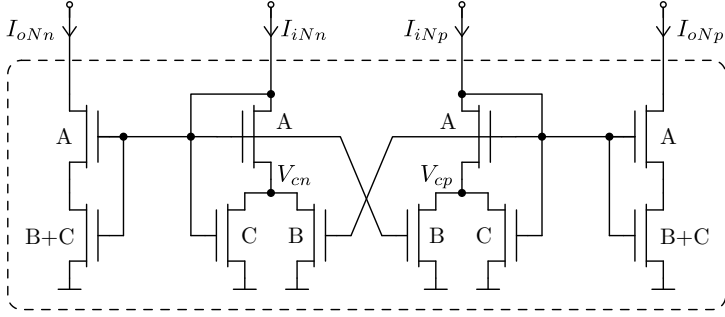 I_{oNn} I_{iNn} I_{iNp} I_{oNp}
A A A A
V_{cn} V_{cp}
B+C C B B C B+C